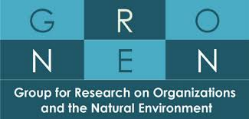 G R O
N E N
Group for Research on Organizations
and the Natural Environment